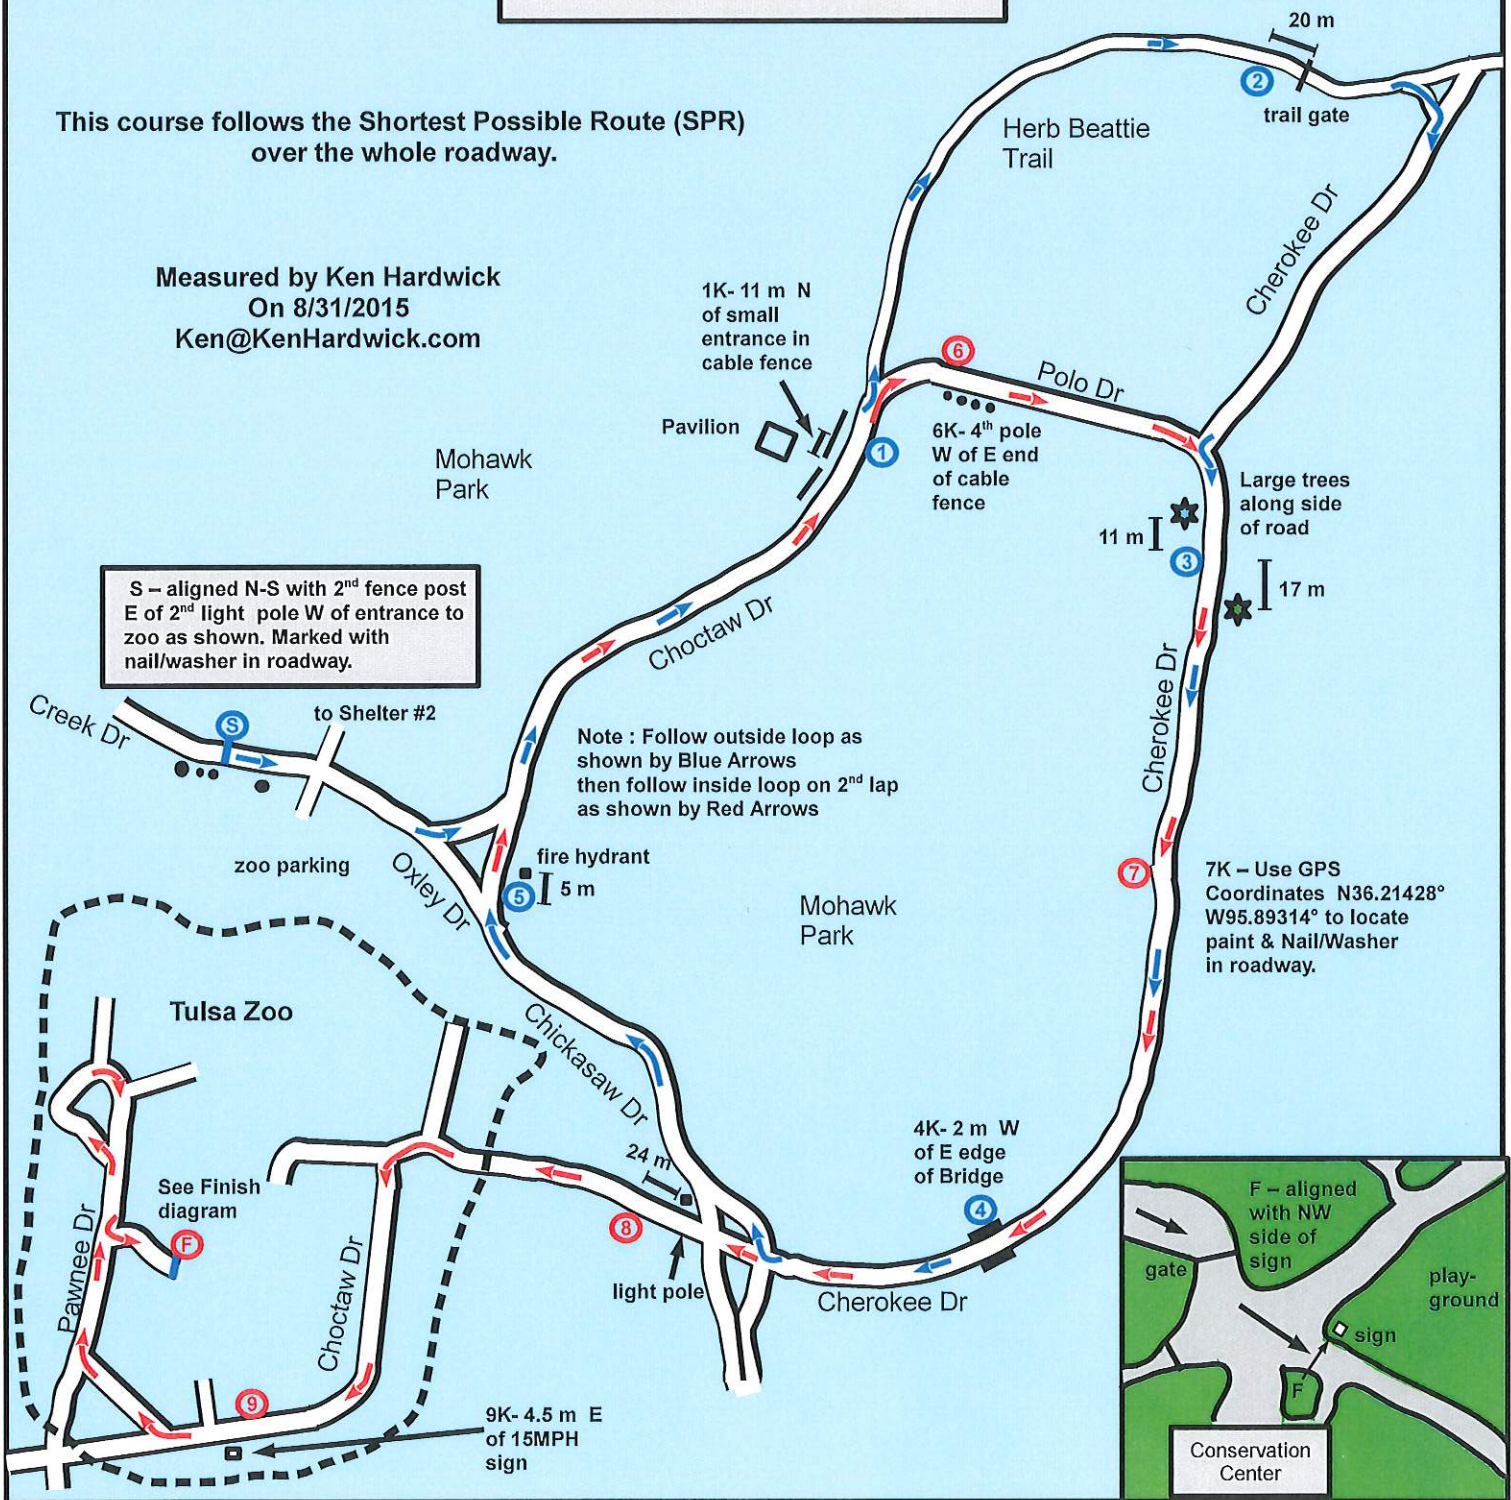 20 m
2
trail gate
This course follows the Shortest Possible Route (SPR)
over the whole roadway.
Herb Beattie
Trail
Cherokee Dr
Measured by Ken Hardwick
On 8/31/2015
Ken@KenHardwick.com
1K- 11 m N
of small
entrance in
cable fence
6
Polo Dr
Pavilion
1
6K- 4th pole
W of E end
of cable
fence
Mohawk
Park
Large trees
along side
of road
11 m
3
17 m
S – aligned N-S with 2nd fence post
E of 2nd light pole W of entrance to
zoo as shown. Marked with
nail/washer in roadway.
Choctaw Dr
Cherokee Dr
Creek Dr
S
to Shelter #2
Note : Follow outside loop as
shown by Blue Arrows
then follow inside loop on 2nd lap
as shown by Red Arrows
zoo parking
Oxley Dr
fire hydrant
5
5 m
7
7K – Use GPS
Coordinates N36.21428°
W95.89314° to locate
paint & Nail/Washer
in roadway.
Mohawk
Park
Tulsa Zoo
Chickasaw Dr
24 m
4K- 2 m W
of E edge
of Bridge
4
See Finish
diagram
F
8
light pole
Cherokee Dr
Pawnee Dr
Choctaw Dr
9
9K- 4.5 m E
of 15MPH
sign
F – aligned
with NW
side of
sign
gate
play-
ground
sign
F
Conservation
Center